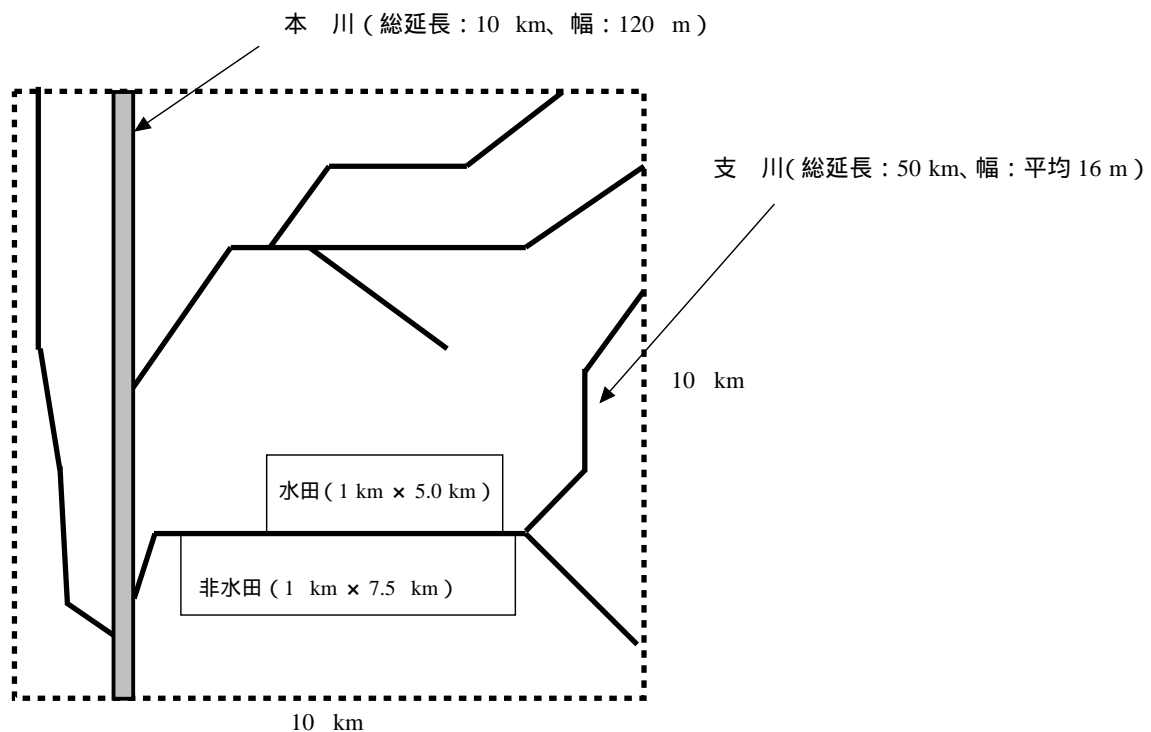 本　川（総延長：10 km、幅：120 m）
支　川（総延長：50 km、幅：平均 16 m）
10 km
水田（1 km × 5.0 km）
非水田（1 km × 7.5 km）
10 km